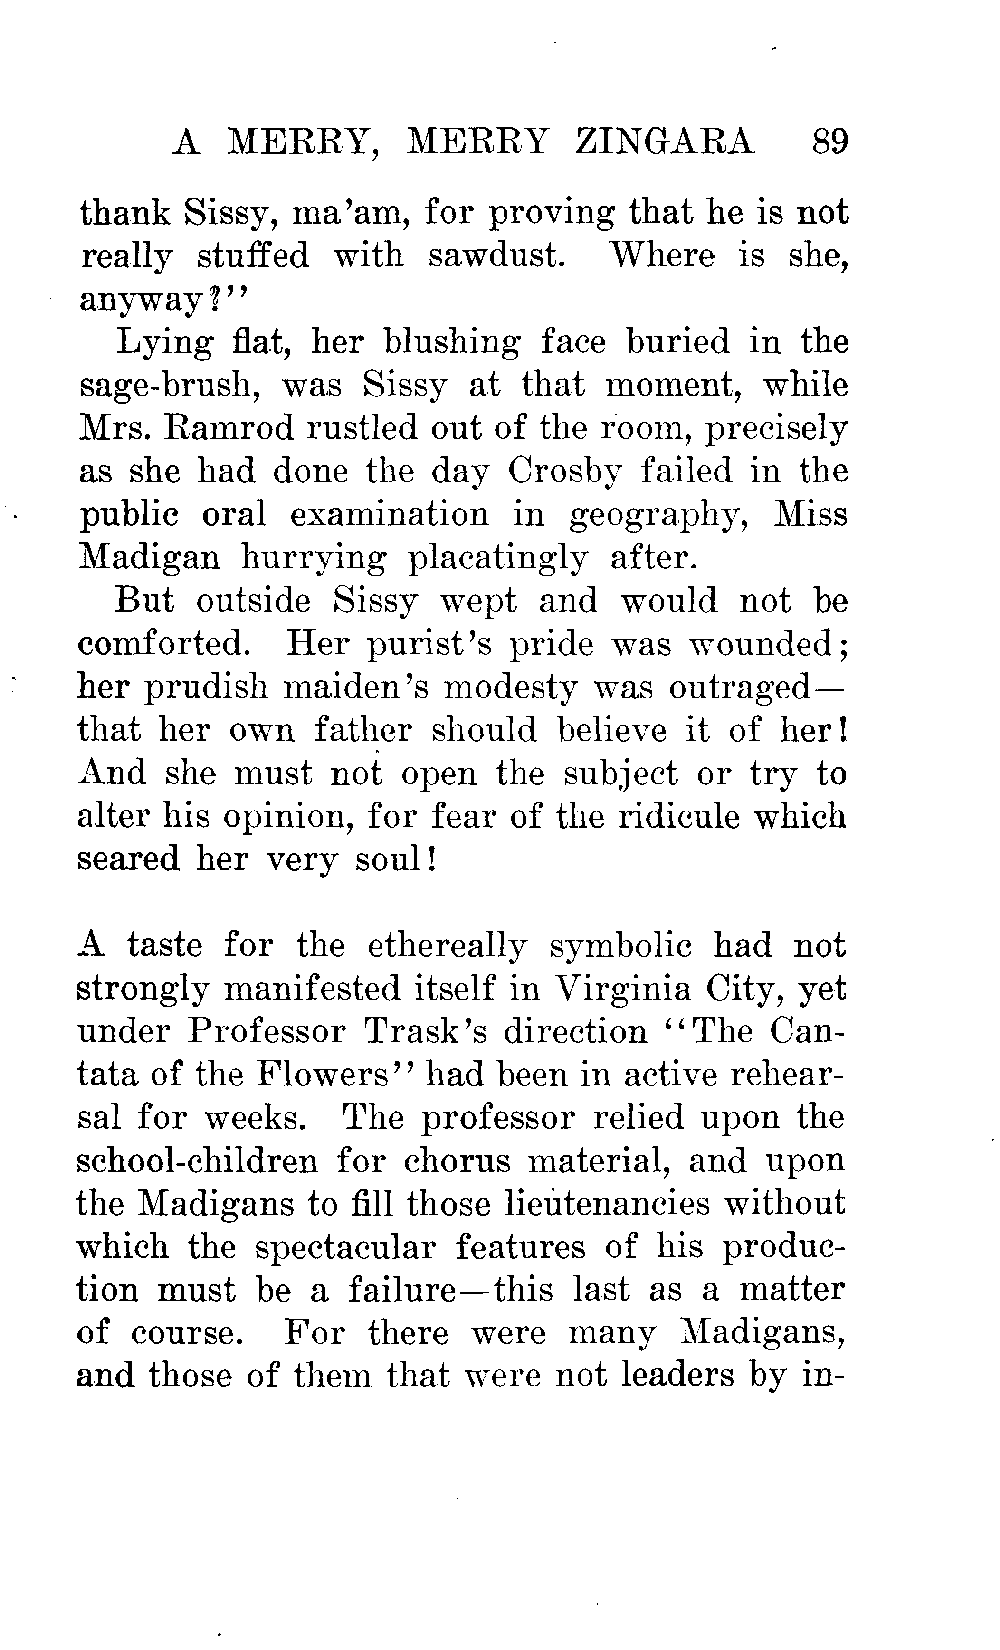 A MERRY, MERRY ZINGARA 89
thank Sissy, ma'am, for proving that he is not
really stuffed with sawdust. Where is she,
anyway?"
Lying flat, her blushing face buried in the
sage-brush, was Sissy at that moment, while
Mrs. Ramrod rustled out of the room, precisely
as she had done the day Crosby failed in the
public oral examination in geography, Miss
Madigan hurrying placatingly after.
But outside Sissy wept and would not be
comforted. Her purist's pride was wounded;
her prudish maiden's modesty was outraged—
that her own father should believe it of her!
And she must not open the subject or try to
alter his opinion, for fear of the ridicule which
seared her very soul!
A taste for the ethereally symbolic had not
strongly manifested itself in Virginia City, yet
under Professor Trask's direction "The Can-
tata of the Flowers" had been in active rehear-
sal for weeks. The professor relied upon the
school-children for chorus material, and upon
the Madigans to fill those lieutenancies without
which the spectacular features of his produc-
tion must be a failure—this last as a matter
of course. For there were many Madigans,
and those of them that were not leaders by in-